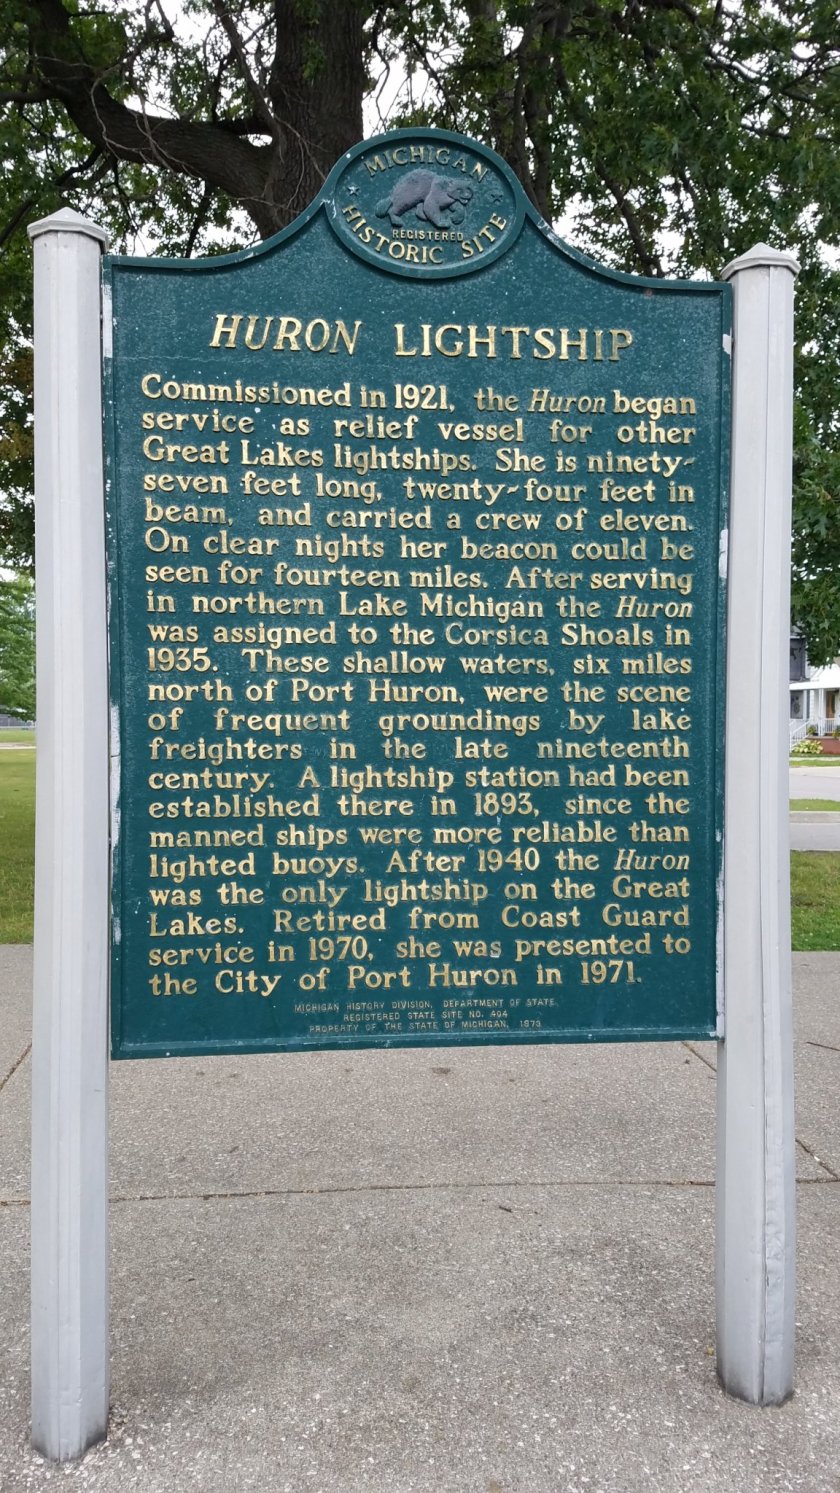 MICHIGAN
REGISTERED
HISTORIC SITE
HURON LIGHTSHIP
Commissioned in 1921, the Huron began
service as relief vessel for other
Great Lakes lightships. She is ninety-
seven feet long, twenty-four feet in
beam, and carried a crew of eleven.
On clear nights her beacon could be
seen for fourteen miles. After serving
in northern Lake Michigan the Huron
was assigned to the Corsica Shoals in
1935. These shallow waters, six miles
north of Port Huron, were the scene
of frequent groundings by lake
freighters in the late nineteenth
century. A lightship station had been
established there in 1893, since the
manned ships were more reliable than
lighted buoys. After 1940 the Huron
was the only lightship on the Great
Lakes. Retired from Coast Guard
service in 1970, she was presented to
the City of Port Huron in 1971.
MICHIGAN HISTORY DIVISION, DEPARTMENT OF STATE
REGISTERED STATE SITE NO. 404
PROPERTY OF THE STATE OF MICHIGAN, 1973